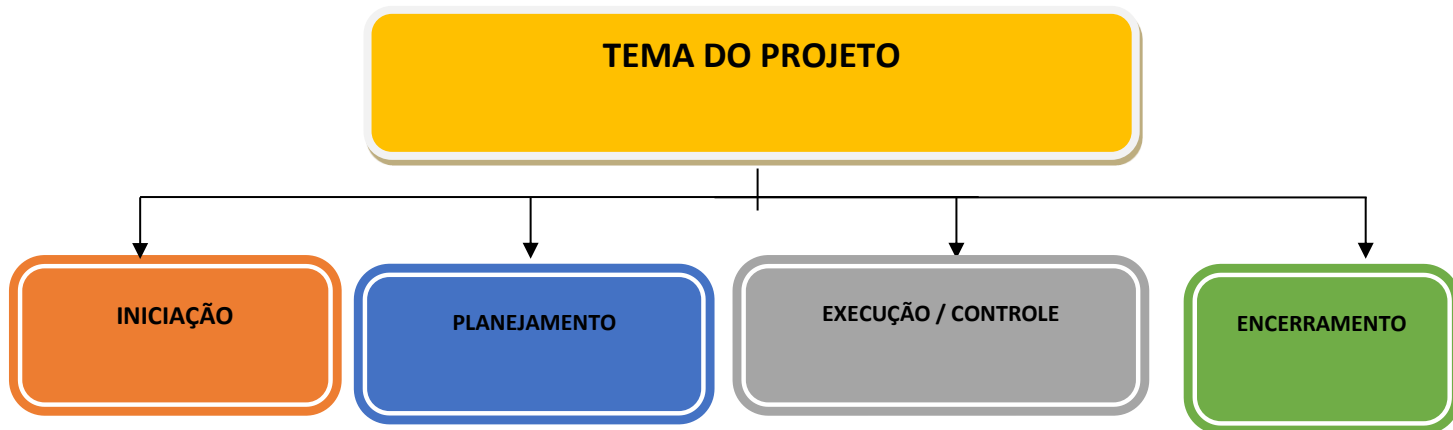 TEMA DO PROJETO
INICIAÇÃO
PLANEJAMENTO
EXECUÇÃO / CONTROLE
ENCERRAMENTO